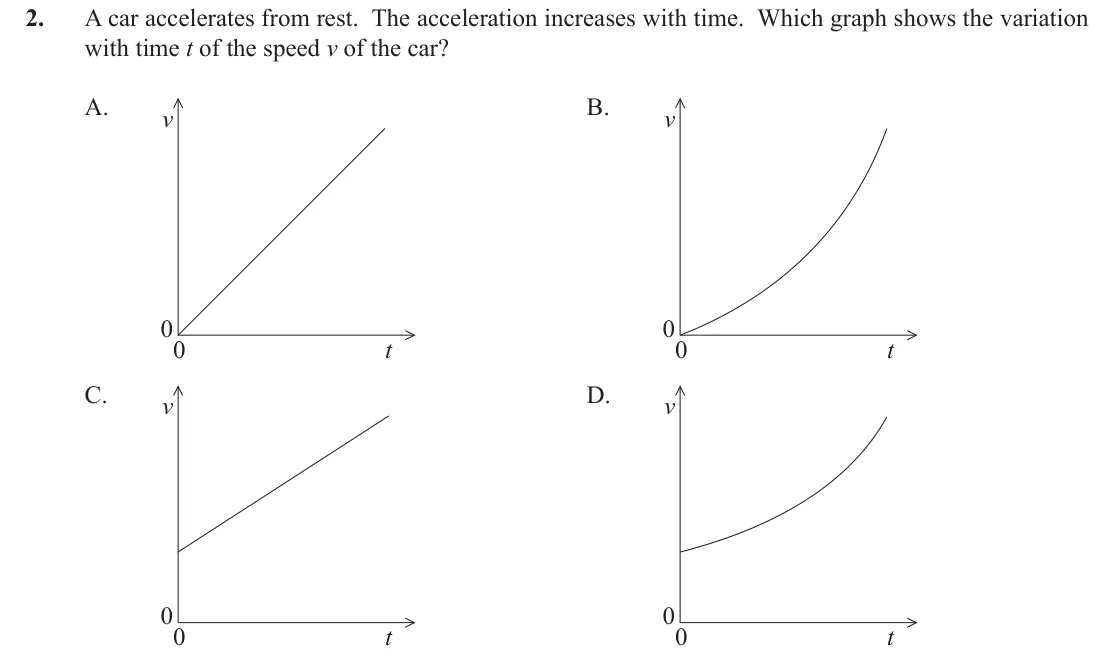 2. A car accelerates from rest. The acceleration increases with time. Which graph shows the variation
with time t of the speed v of the car?
A.
v
0
0
t
B.
v
0
0
t
C.
v
0
0
t
D.
v
0
0
t